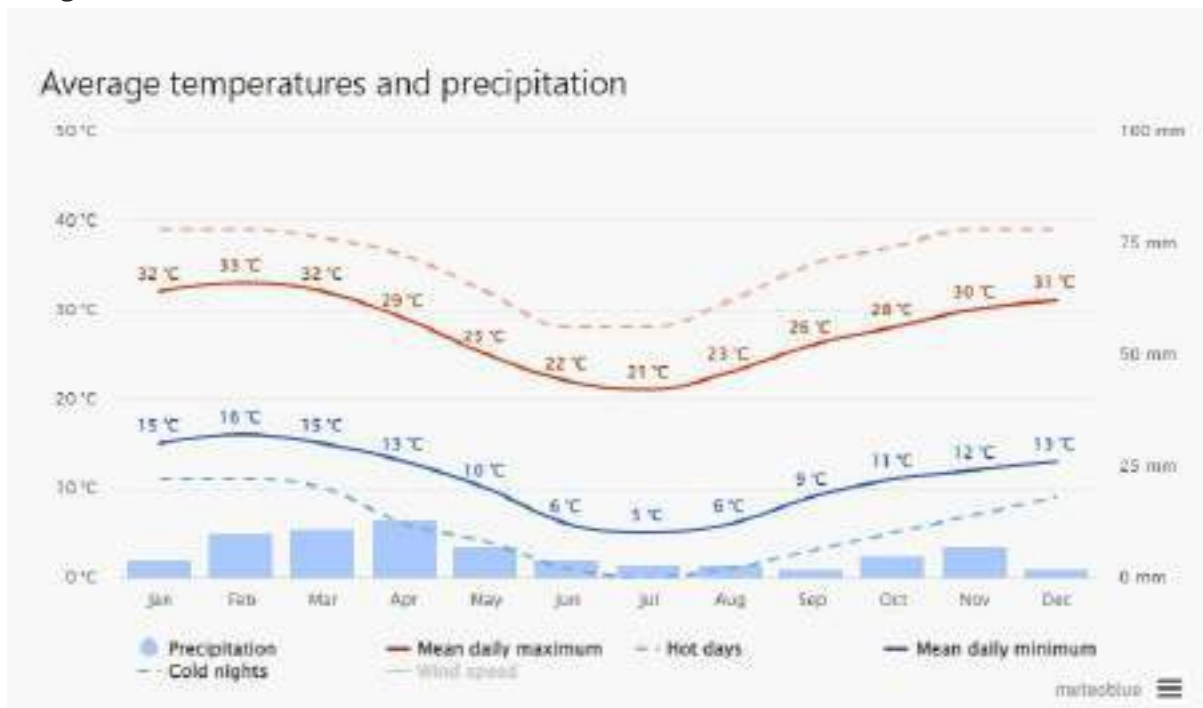 Average temperatures and precipitation
50 °C
100 mm
40 °C
75 mm
32 °C 33 °C 32 °C 29 °C 25 °C 22 °C 21 °C 23 °C 26 °C 28 °C 30 °C 31 °C
30 °C
50 mm
20 °C
15 °C 16 °C 15 °C 13 °C 10 °C 6 °C 5 °C 6 °C 9 °C 11 °C 12 °C 13 °C
25 mm
10 °C
0 °C
0 mm
Jan Feb Mar Apr May Jun Jul Aug Sep Oct Nov Dec
Precipitation Mean daily maximum Hot days Mean daily minimum
Cold nights Wind speed
meteoblue